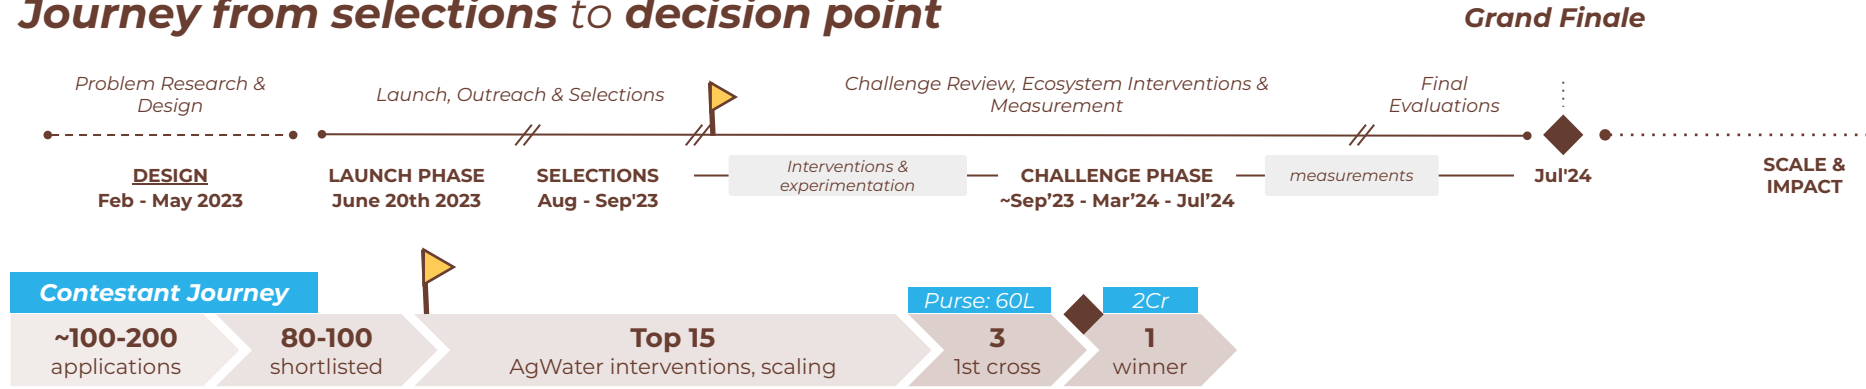 Journey from selections to decision point
Grand Finale
Problem Research &
Design
Launch, Outreach & Selections
Challenge Review, Ecosystem Interventions &
Measurement
Final
Evaluations
DESIGN
Feb - May 2023
LAUNCH PHASE
June 20th 2023
SELECTIONS
Aug - Sep'23
Interventions &
experimentation
CHALLENGE PHASE
~Sep’23 - Mar’24 - Jul’24
measurements
Jul'24
SCALE &
IMPACT
Contestant Journey
~100-200
applications
80-100
shortlisted
Top 15
AgWater interventions, scaling
Purse: 60L
3
1st cross
2Cr
1
winner